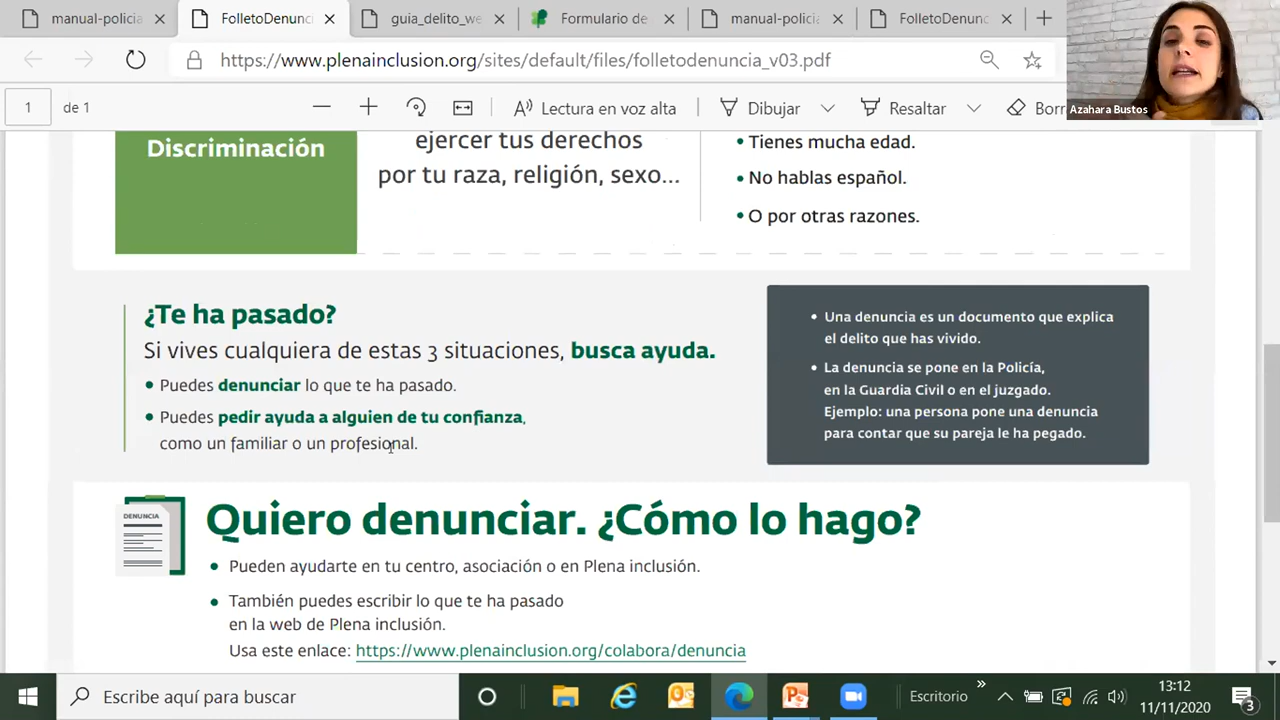 manual-policia
FolletoDenunci
guia_delito_we
Formulario de
manual-policia
FolletoDenunc
https://www.plenainclusion.org/sites/default/files/folletodenuncia_v03.pdf
Azahara Bustos
1
de 1
Lectura en voz alta
Dibujar
Resaltar
Borr
Discriminación
ejercer tus derechos
por tu raza, religión, sexo...
• Tienes mucha edad.
• No hablas español.
• O por otras razones.
¿Te ha pasado?
Si vives cualquiera de estas 3 situaciones, busca ayuda.
• Puedes denunciar lo que te ha pasado.
• Puedes pedir ayuda a alguien de tu confianza,
como un familiar o un profesional.
• Una denuncia es un documento que explica
el delito que has vivido.
• La denuncia se pone en la Policía,
en la Guardia Civil o en el juzgado.
Ejemplo: una persona pone una denuncia
para contar que su pareja le ha pegado.
DENUNCIA
Quiero denunciar. ¿Cómo lo hago?
• Pueden ayudarte en tu centro, asociación o en Plena inclusión.
• También puedes escribir lo que te ha pasado
en la web de Plena inclusión.
Usa este enlace: https://www.plenainclusion.org/colabora/denuncia
Escribe aquí para buscar
Escritorio
13:12
11/11/2020
3